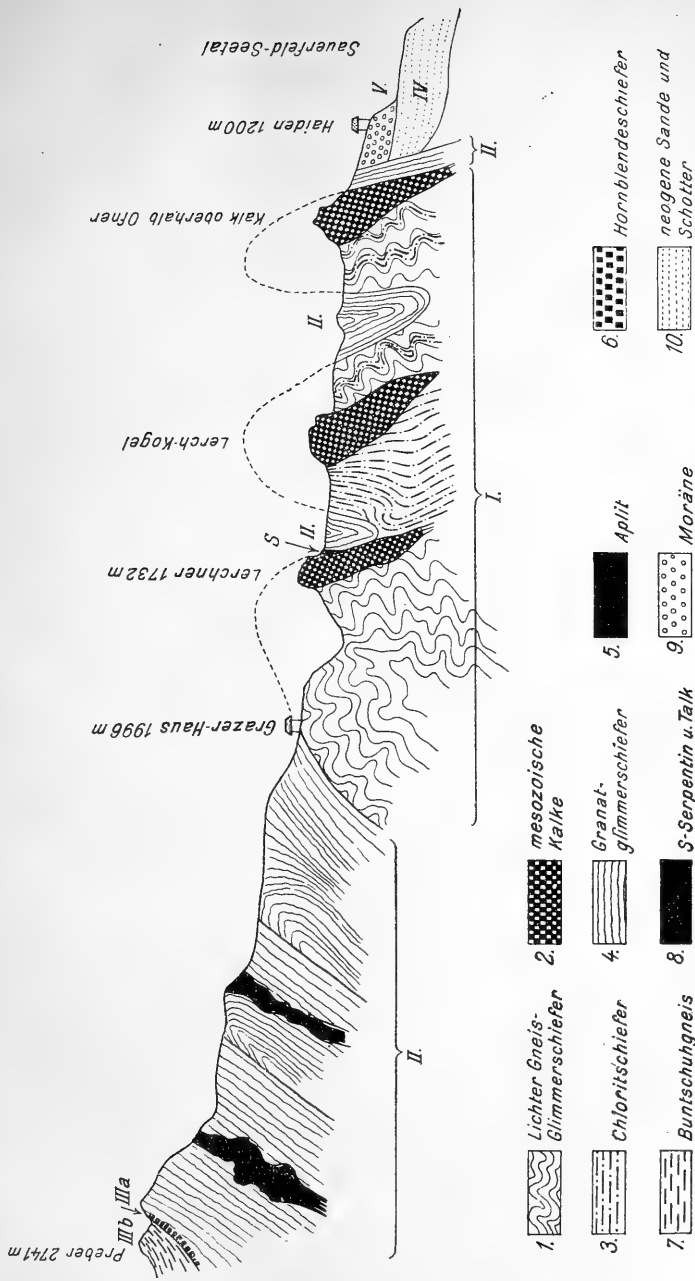 Preber 2741 m
IIIb
IIIa
II.
Grazer-Haus 1996 m
Lerchner 1732 m
S
II.
Lerch-Kogel
II.
Kalk oberhalb Ofner
Haiden 1200 m
Sauerfeld-Seetal
V.
IV.
II.
I.
1. Lichter Gneis-
Glimmerschiefer
2. mesozoische
Kalke
3. Chloritschiefer
4. Granat-
glimmerschiefer
5. Aplit
6. Hornblendeschiefer
7. Buntschuhgneis
8. S-Serpentin u. Talk
9. Moräne
10. neogene Sande und
Schotter